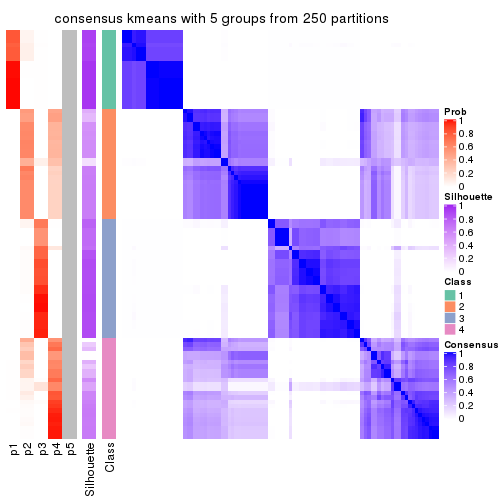 consensus kmeans with 5 groups from 250 partitions
Prob
1
0.8
0.6
0.4
0.2
0
Silhouette
1
0.8
0.6
0.4
0.2
0
Class
1
2
3
4
Consensus
1
0.8
0.6
0.4
0.2
0
p1
p2
p3
p4
p5
Silhouette
Class